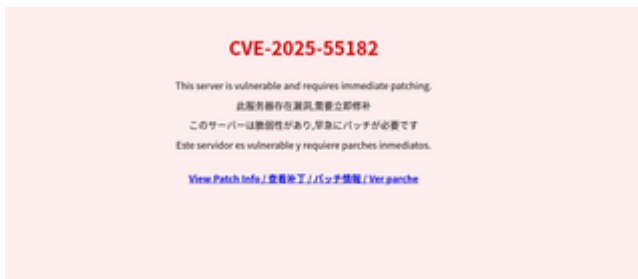 CVE-2025-55182
This server is vulnerable and requires immediate patching.
此服务器存在漏洞,需要立即修补
このサーバーは脆弱性があり,早急にパッチが必要です
Este servidor es vulnerable y requiere parches inmediatos.
View Patch Info / 查看补丁 / パッチ情報 / Ver parche